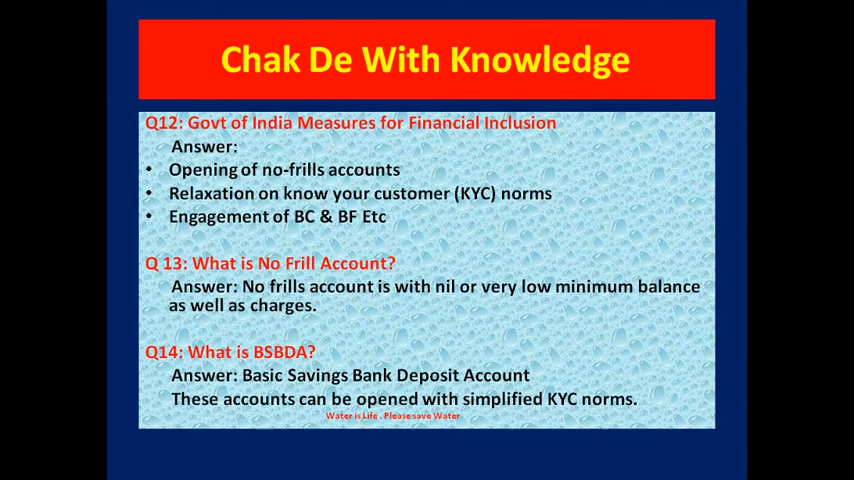 Chak De With Knowledge
Q12: Govt of India Measures for Financial Inclusion
Answer:
• Opening of no-frills accounts
• Relaxation on know your customer (KYC) norms
• Engagement of BC & BF Etc
Q 13: What is No Frill Account?
Answer: No frills account is with nil or very low minimum balance
as well as charges.
Q14: What is BSBDA?
Answer: Basic Savings Bank Deposit Account
These accounts can be opened with simplified KYC norms.
Water is Life . Please save Water